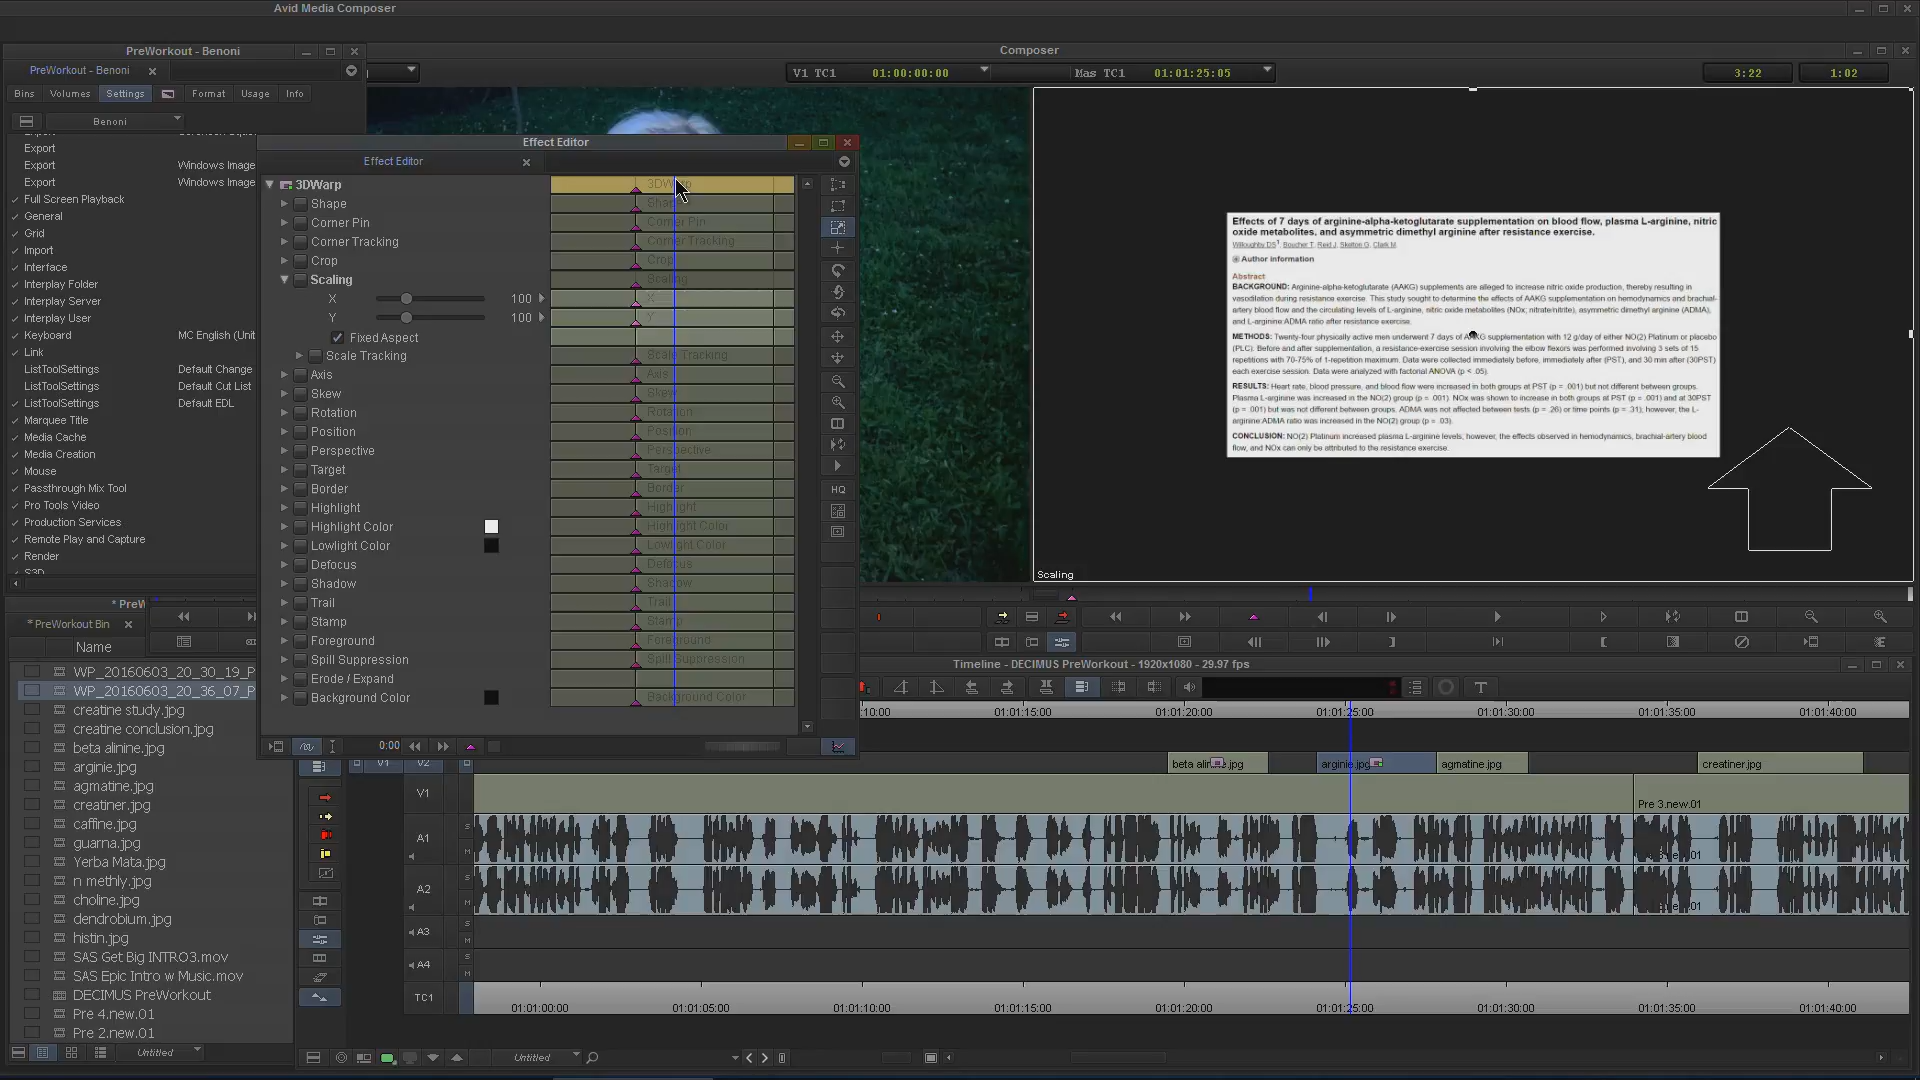 Avid Media Composer
PreWorkout - Benoni
PreWorkout - Benoni
Bins Volumes Settings Format Usage Info
Benoni
Export
Export Windows Image
Export Windows Image
Full Screen Playback
General
Grid
Import
Interface
Interplay Folder
Interplay Server
Interplay User
Keyboard MC English (Unit
Link
ListToolSettings Default Change
ListToolSettings Default Cut List
ListToolSettings Default EDL
Marquee Title
Media Cache
Media Creation
Mouse
Passthrough Mix Tool
Pro Tools Video
Production Services
Remote Play and Capture
Render
S3D
Composer
V1 TC1 01:00:00:00 Mas TC1 01:01:25:05 3:22 1:02
Effect Editor
Effect Editor
3DWarp
Shape
Corner Pin Corner Pin
Corner Tracking Corner Tracking
Crop Crop
Scaling Scaling
X 100 X
Y 100 Y
Fixed Aspect
Scale Tracking Scale Tracking
Axis Axis
Skew Skew
Rotation Rotation
Position Position
Perspective Perspective
Target Target
Border Border
Highlight Highlight
Highlight Color Highlight Color
Lowlight Color Lowlight Color
Defocus Defocus
Shadow Shadow
Trail Trail
Stamp Stamp
Foreground Foreground
Spill Suppression Spill Suppression
Erode / Expand
Background Color Background Color
0:00
HQ
Effects of 7 days of arginine-alpha-ketoglutarate supplementation on blood flow, plasma L-arginine, nitric
oxide metabolites, and asymmetric dimethyl arginine after resistance exercise.
Willoughby DS1, Boucher T, Reid J, Skelton G, Clark M.
Author information
Abstract
BACKGROUND: Arginine-alpha-ketoglutarate (AAKG) supplements are alleged to increase nitric oxide production, thereby resulting in
vasodilation during resistance exercise. This study sought to determine the effects of AAKG supplementation on hemodynamics and brachial-
artery blood flow and the circulating levels of L-arginine, nitric oxide metabolites (NOx; nitrate/nitrite), asymmetric dimethyl arginine (ADMA),
and L-arginine:ADMA ratio after resistance exercise.
METHODS: Twenty-four physically active men underwent 7 days of AAKG supplementation with 12 g/day of either NO(2) Platinum or placebo
(PLC). Before and after supplementation, a resistance-exercise session involving the elbow flexors was performed involving 3 sets of 15
repetitions with 70-75% of 1-repetition maximum. Data were collected immediately before, immediately after (PST), and 30 min after (30PST)
each exercise session. Data were analyzed with factorial ANOVA (p < .05).
RESULTS: Heart rate, blood pressure, and blood flow were increased in both groups at PST (p = .001) but not different between groups.
Plasma L-arginine was increased in the NO(2) group (p = .001). NOx was shown to increase in both groups at PST (p = .001) and at 30PST
(p = .001) but was not different between groups. ADMA was not affected between tests (p = .26) or time points (p = .31); however, the L-
arginine:ADMA ratio was increased in the NO(2) group (p = .03).
CONCLUSION: NO(2) Platinum increased plasma L-arginine levels; however, the effects observed in hemodynamics, brachial-artery blood
flow, and NOx can only be attributed to the resistance exercise.
Scaling
* PreW
* PreWorkout Bin
Name
WP_20160603_20_30_19_P
WP_20160603_20_36_07_P
creatine study.jpg
creatine conclusion.jpg
beta alinine.jpg
arginie.jpg
agmatine.jpg
creatiner.jpg
caffine.jpg
guarna.jpg
Yerba Mata.jpg
n methly.jpg
choline.jpg
dendrobium.jpg
histin.jpg
SAS Get Big INTRO3.mov
SAS Epic Intro w Music.mov
DECIMUS PreWorkout
Pre 4.new.01
Pre 2.new.01
Untitled
Timeline - DECIMUS PreWorkout - 1920x1080 - 29.97 fps
T
:10:00 01:01:15:00 01:01:20:00 01:01:25:00 01:01:30:00 01:01:35:00 01:01:40:00
V1 V2 arginie.jpg agmatine.jpg creatiner.jpg
V1 Pre 3.new.01
A1 S M
A2 S M
A3 S M
A4 S M
TC1 01:01:00:00 01:01:05:00 01:01:10:00 01:01:15:00 01:01:20:00 01:01:25:00 01:01:30:00 01:01:35:00 01:01:40:00
Untitled